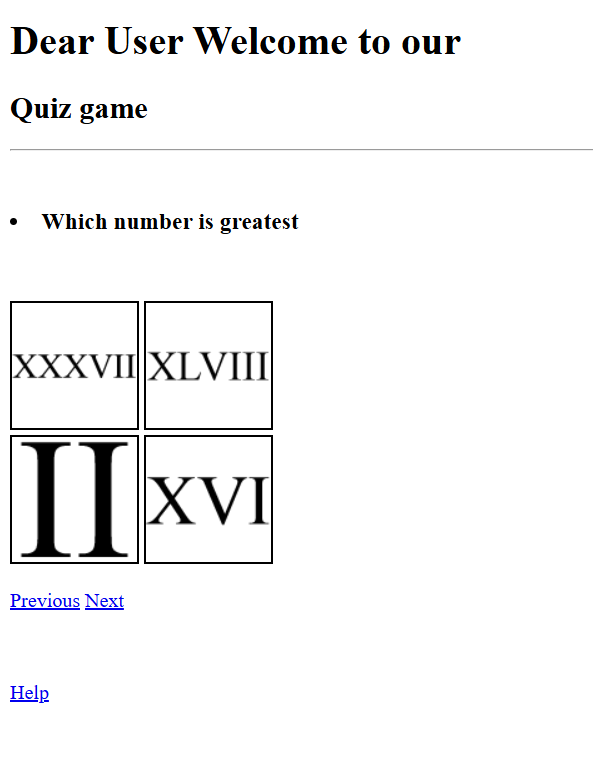 Dear User Welcome to our
Quiz game
• Which number is greatest
XXXVII XLVIII
II XVI
Previous Next
Help